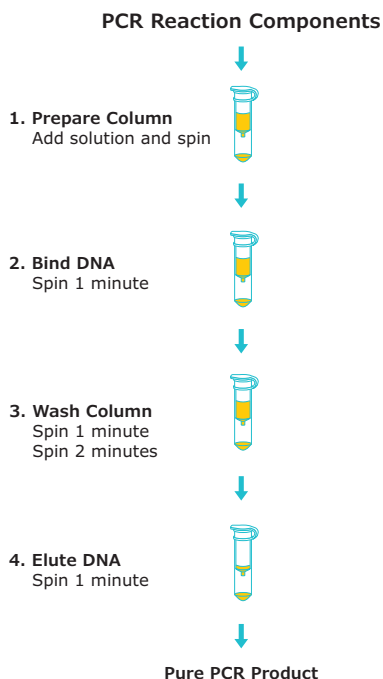 PCR Reaction Components
1. Prepare Column
Add solution and spin
2. Bind DNA
Spin 1 minute
3. Wash Column
Spin 1 minute
Spin 2 minutes
4. Elute DNA
Spin 1 minute
Pure PCR Product